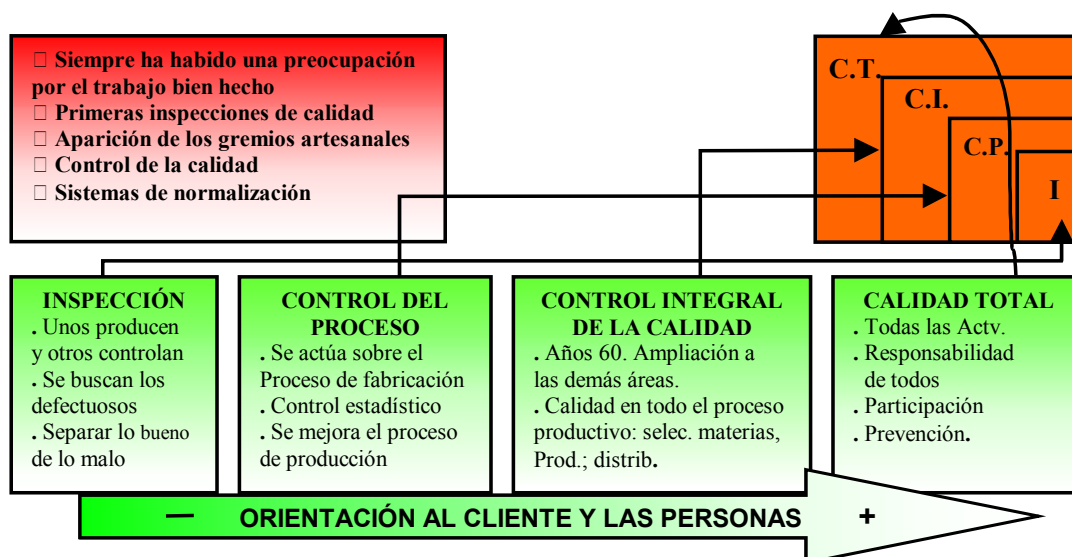 □ Siempre ha habido una preocupación
por el trabajo bien hecho
□ Primeras inspecciones de calidad
□ Aparición de los gremios artesanales
□ Control de la calidad
□ Sistemas de normalización
C.T.
C.I.
C.P.
I
INSPECCIÓN
. Unos producen
y otros controlan
. Se buscan los
defectuosos
. Separar lo bueno
de lo malo
CONTROL DEL
PROCESO
. Se actúa sobre el
Proceso de fabricación
. Control estadístico
. Se mejora el proceso
de producción
CONTROL INTEGRAL
DE LA CALIDAD
. Años 60. Ampliación a
las demás áreas.
. Calidad en todo el proceso
productivo: selec. materias,
Prod.; distrib.
CALIDAD TOTAL
. Todas las Actv.
. Responsabilidad
de todos
. Participación
. Prevención.
— ORIENTACIÓN AL CLIENTE Y LAS PERSONAS +